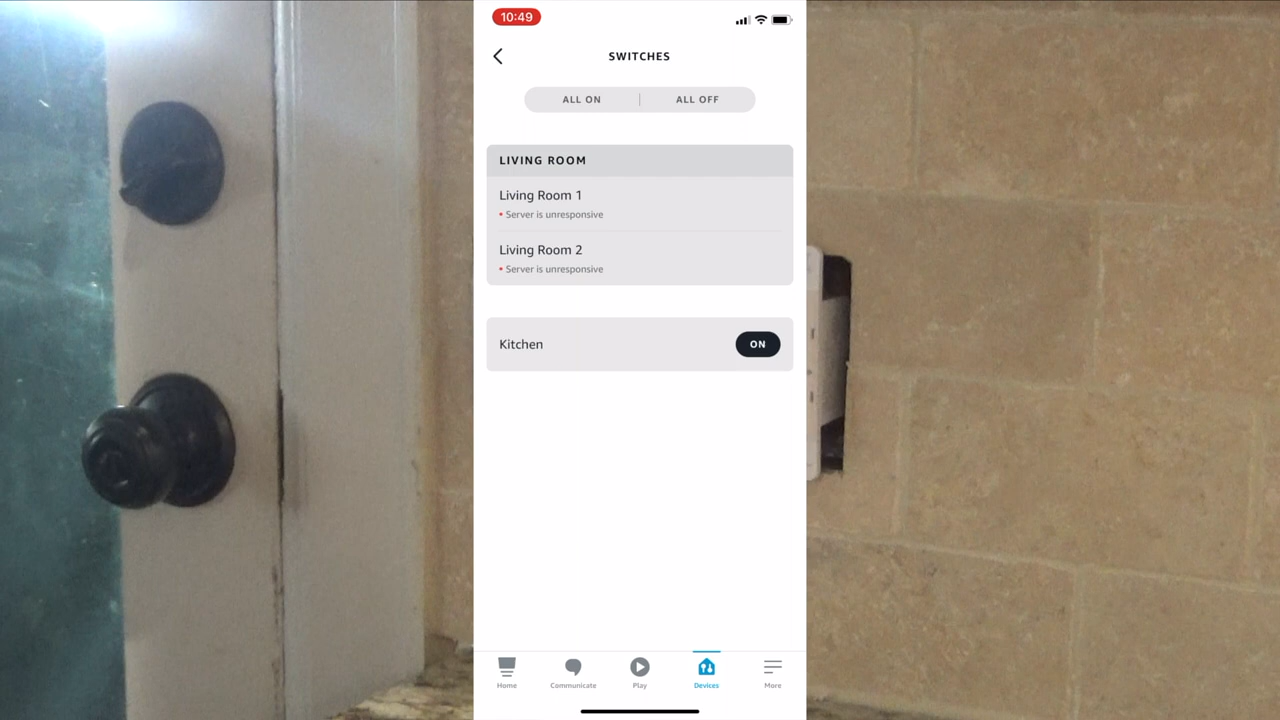 10:49
SWITCHES
ALL ON
ALL OFF
LIVING ROOM
Living Room 1
• Server is unresponsive
Living Room 2
• Server is unresponsive
Kitchen
ON
Home
Communicate
Play
Devices
More